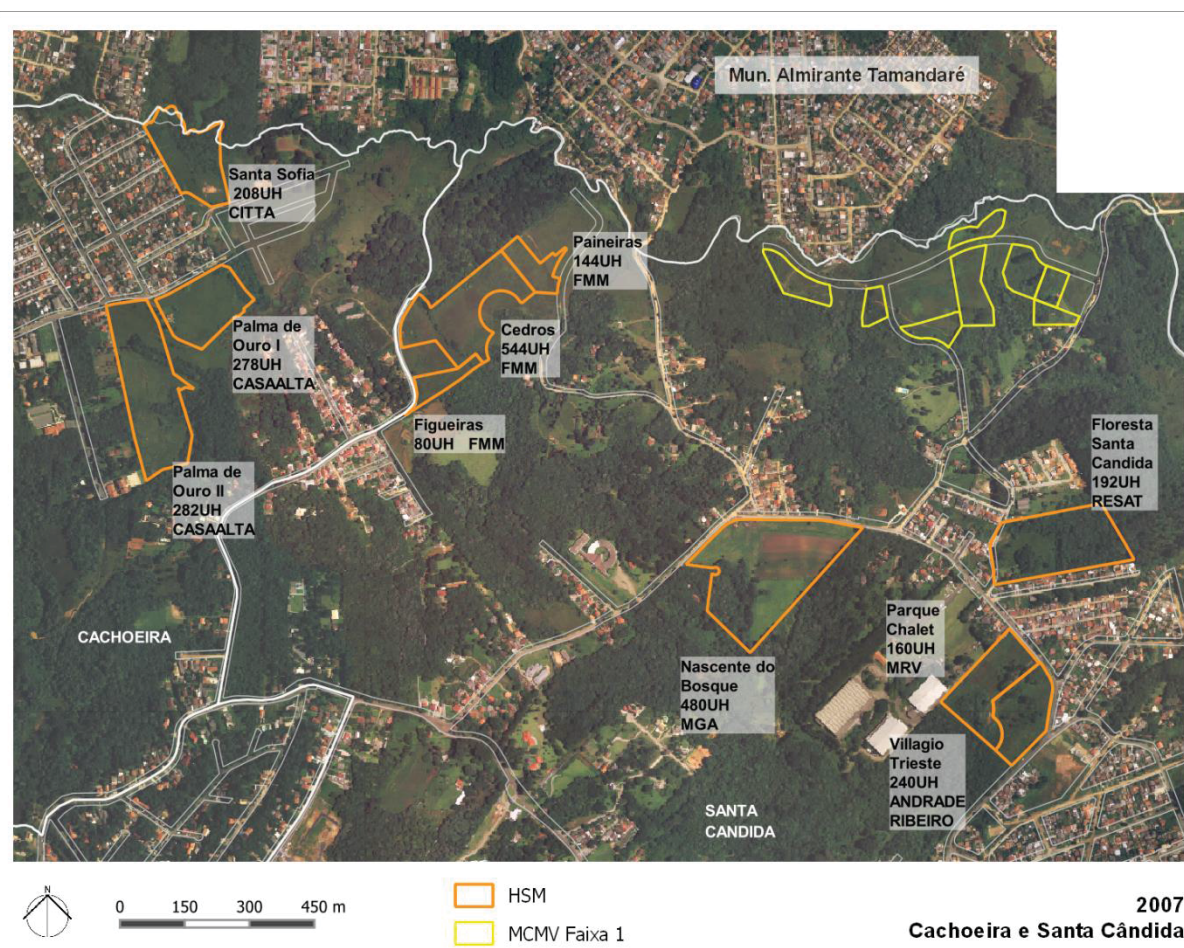 Mun. Almirante Tamandaré
Santa Sofia
208UH
CITTA
Paineiras
144UH
FMM
Palma de
Ouro I
278UH
CASAALTA
Cedros
544UH
FMM
Figueiras
80UH FMM
Floresta
Santa
Candida
192UH
RESAT
Palma de
Ouro II
282UH
CASAALTA
CACHOEIRA
Parque
Chalet
160UH
MRV
Nascente do
Bosque
480UH
MGA
Villagio
Trieste
240UH
ANDRADE
RIBEIRO
SANTA
CANDIDA
N
0 150 300 450 m
HSM
MCMV Faixa 1
2007
Cachoeira e Santa Cândida